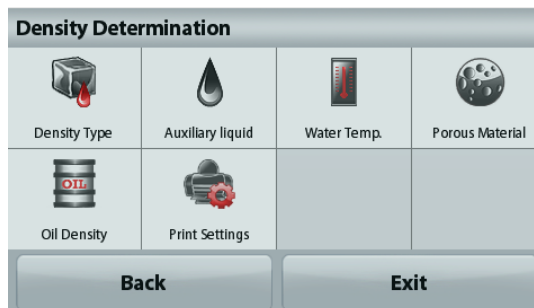 Density Determination
Density Type Auxiliary liquid Water Temp. Porous Material
OIL
Oil Density Print Settings
Back Exit